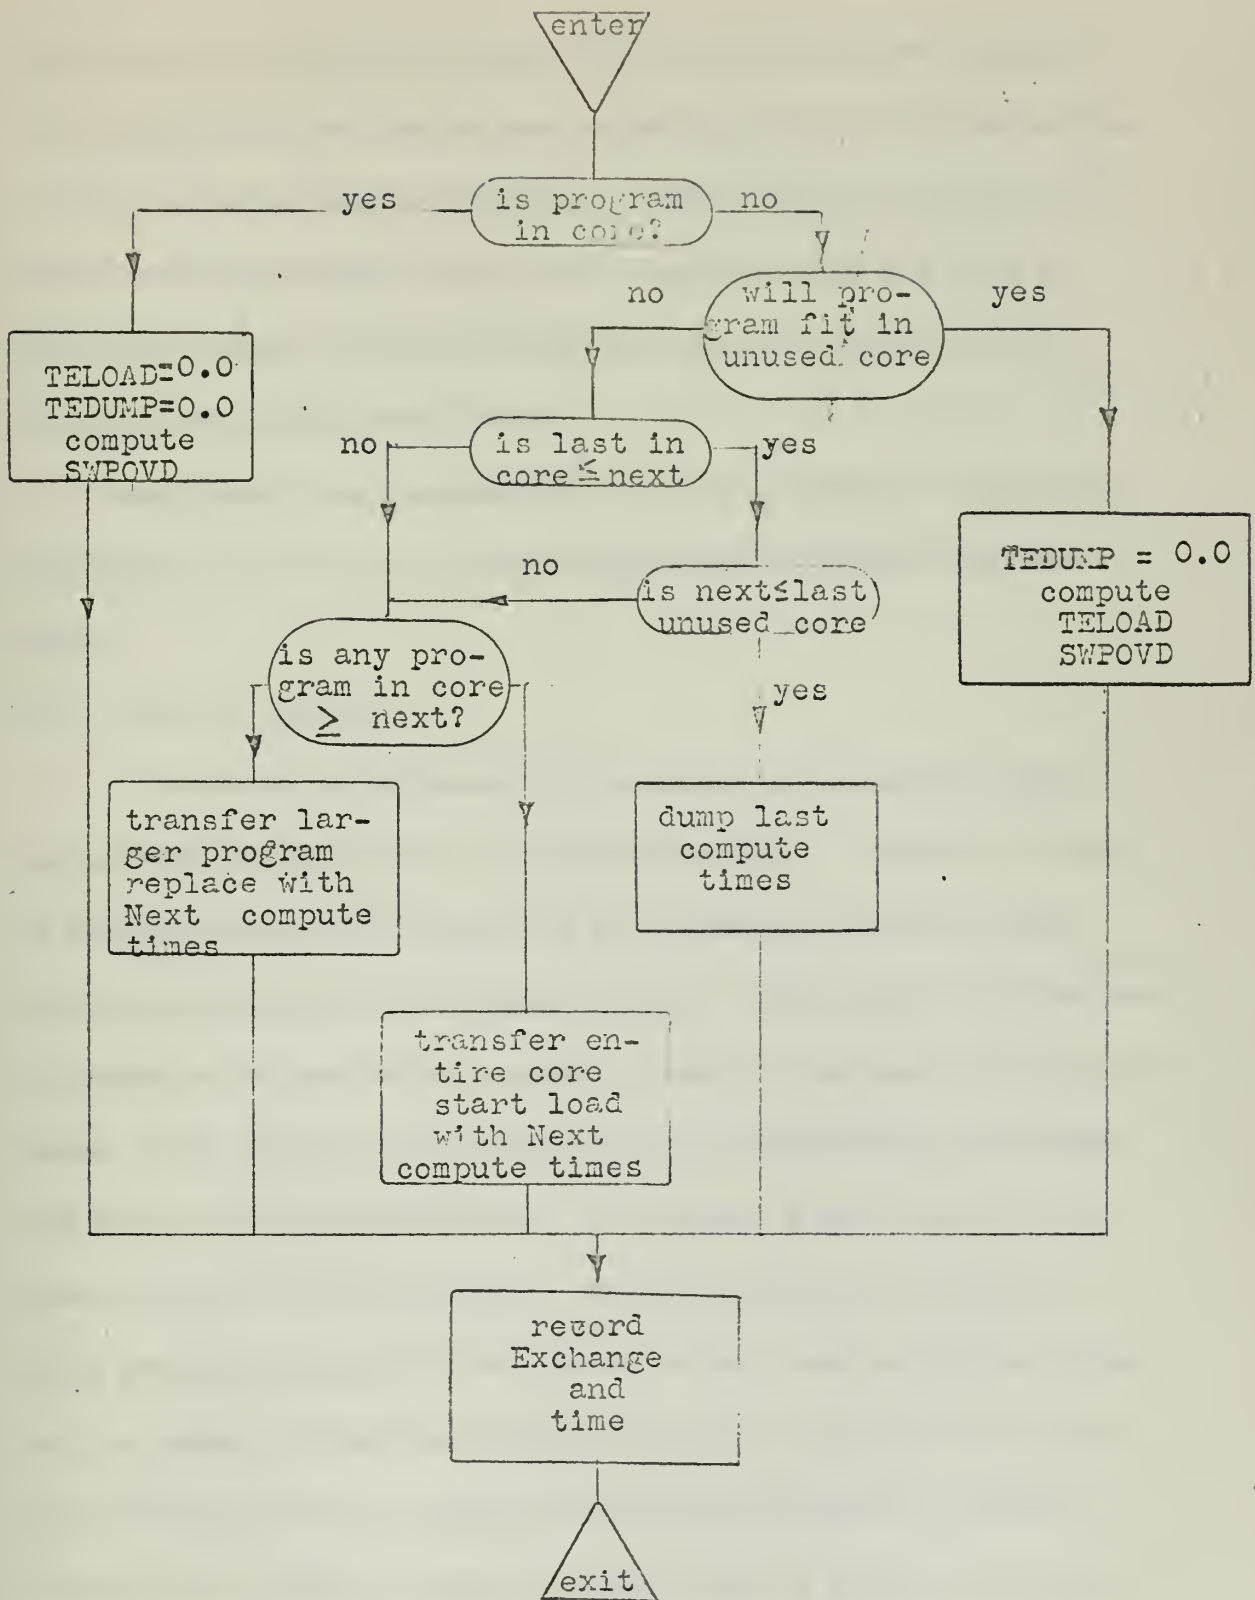 enter
yes
is program
in core?
no
no
will pro-
gram fit in
unused core
yes
TELOAD=0.0
TEDUMP=0.0
compute
SWPOVD
no
is last in
core ≤ next
yes
TEDUMP = 0.0
compute
TELOAD
SWPOVD
no
is next≤last
unused core
is any pro-
gram in core
≥ next?
yes
transfer lar-
ger program
replace with
Next compute
times
dump last
compute
times
transfer en-
tire core
start load
with Next
compute times
record
Exchange
and
time
exit